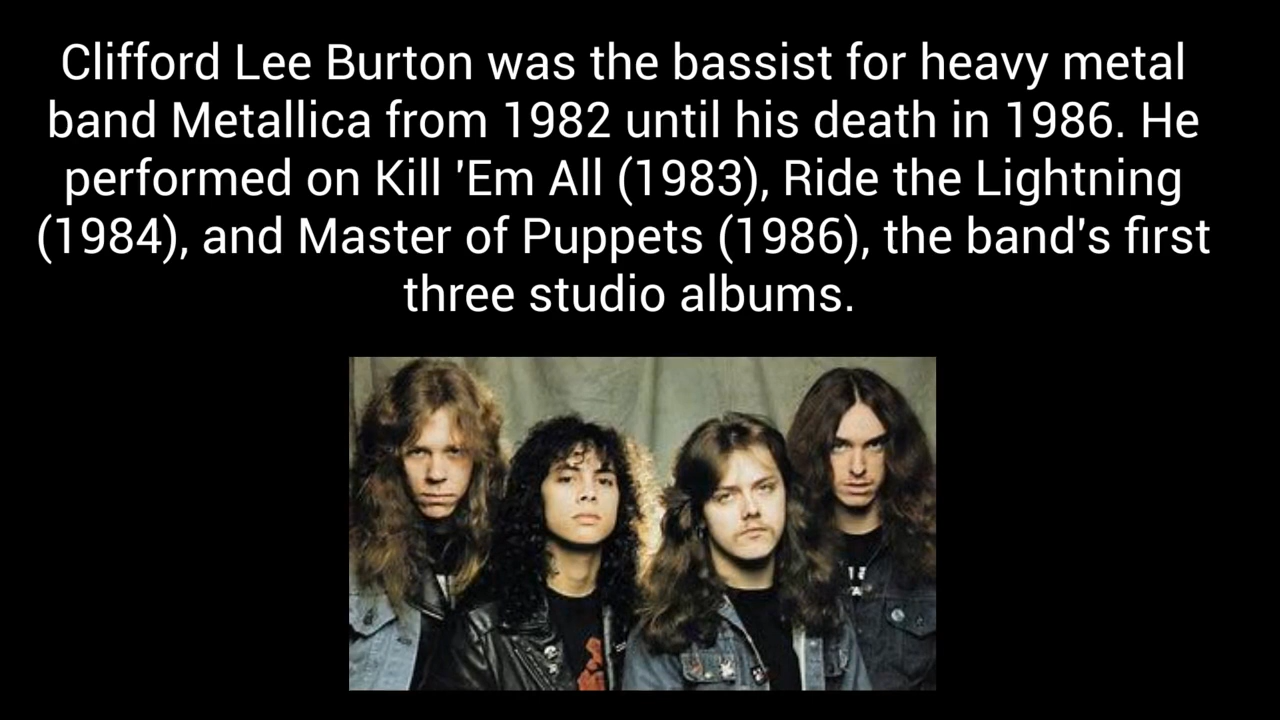 Clifford Lee Burton was the bassist for heavy metal
band Metallica from 1982 until his death in 1986. He
performed on Kill 'Em All (1983), Ride the Lightning
(1984), and Master of Puppets (1986), the band's first
three studio albums.